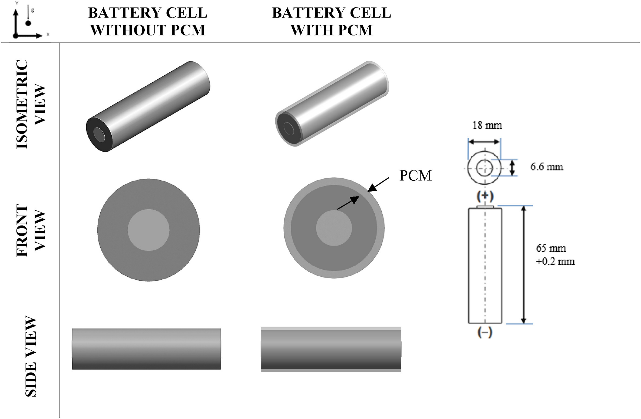 BATTERY CELL
WITHOUT PCM
BATTERY CELL
WITH PCM
ISOMETRIC
VIEW
18 mm
6.6 mm
PCM
(+)
FRONT
VIEW
65 mm
+0.2 mm
(−)
SIDE VIEW